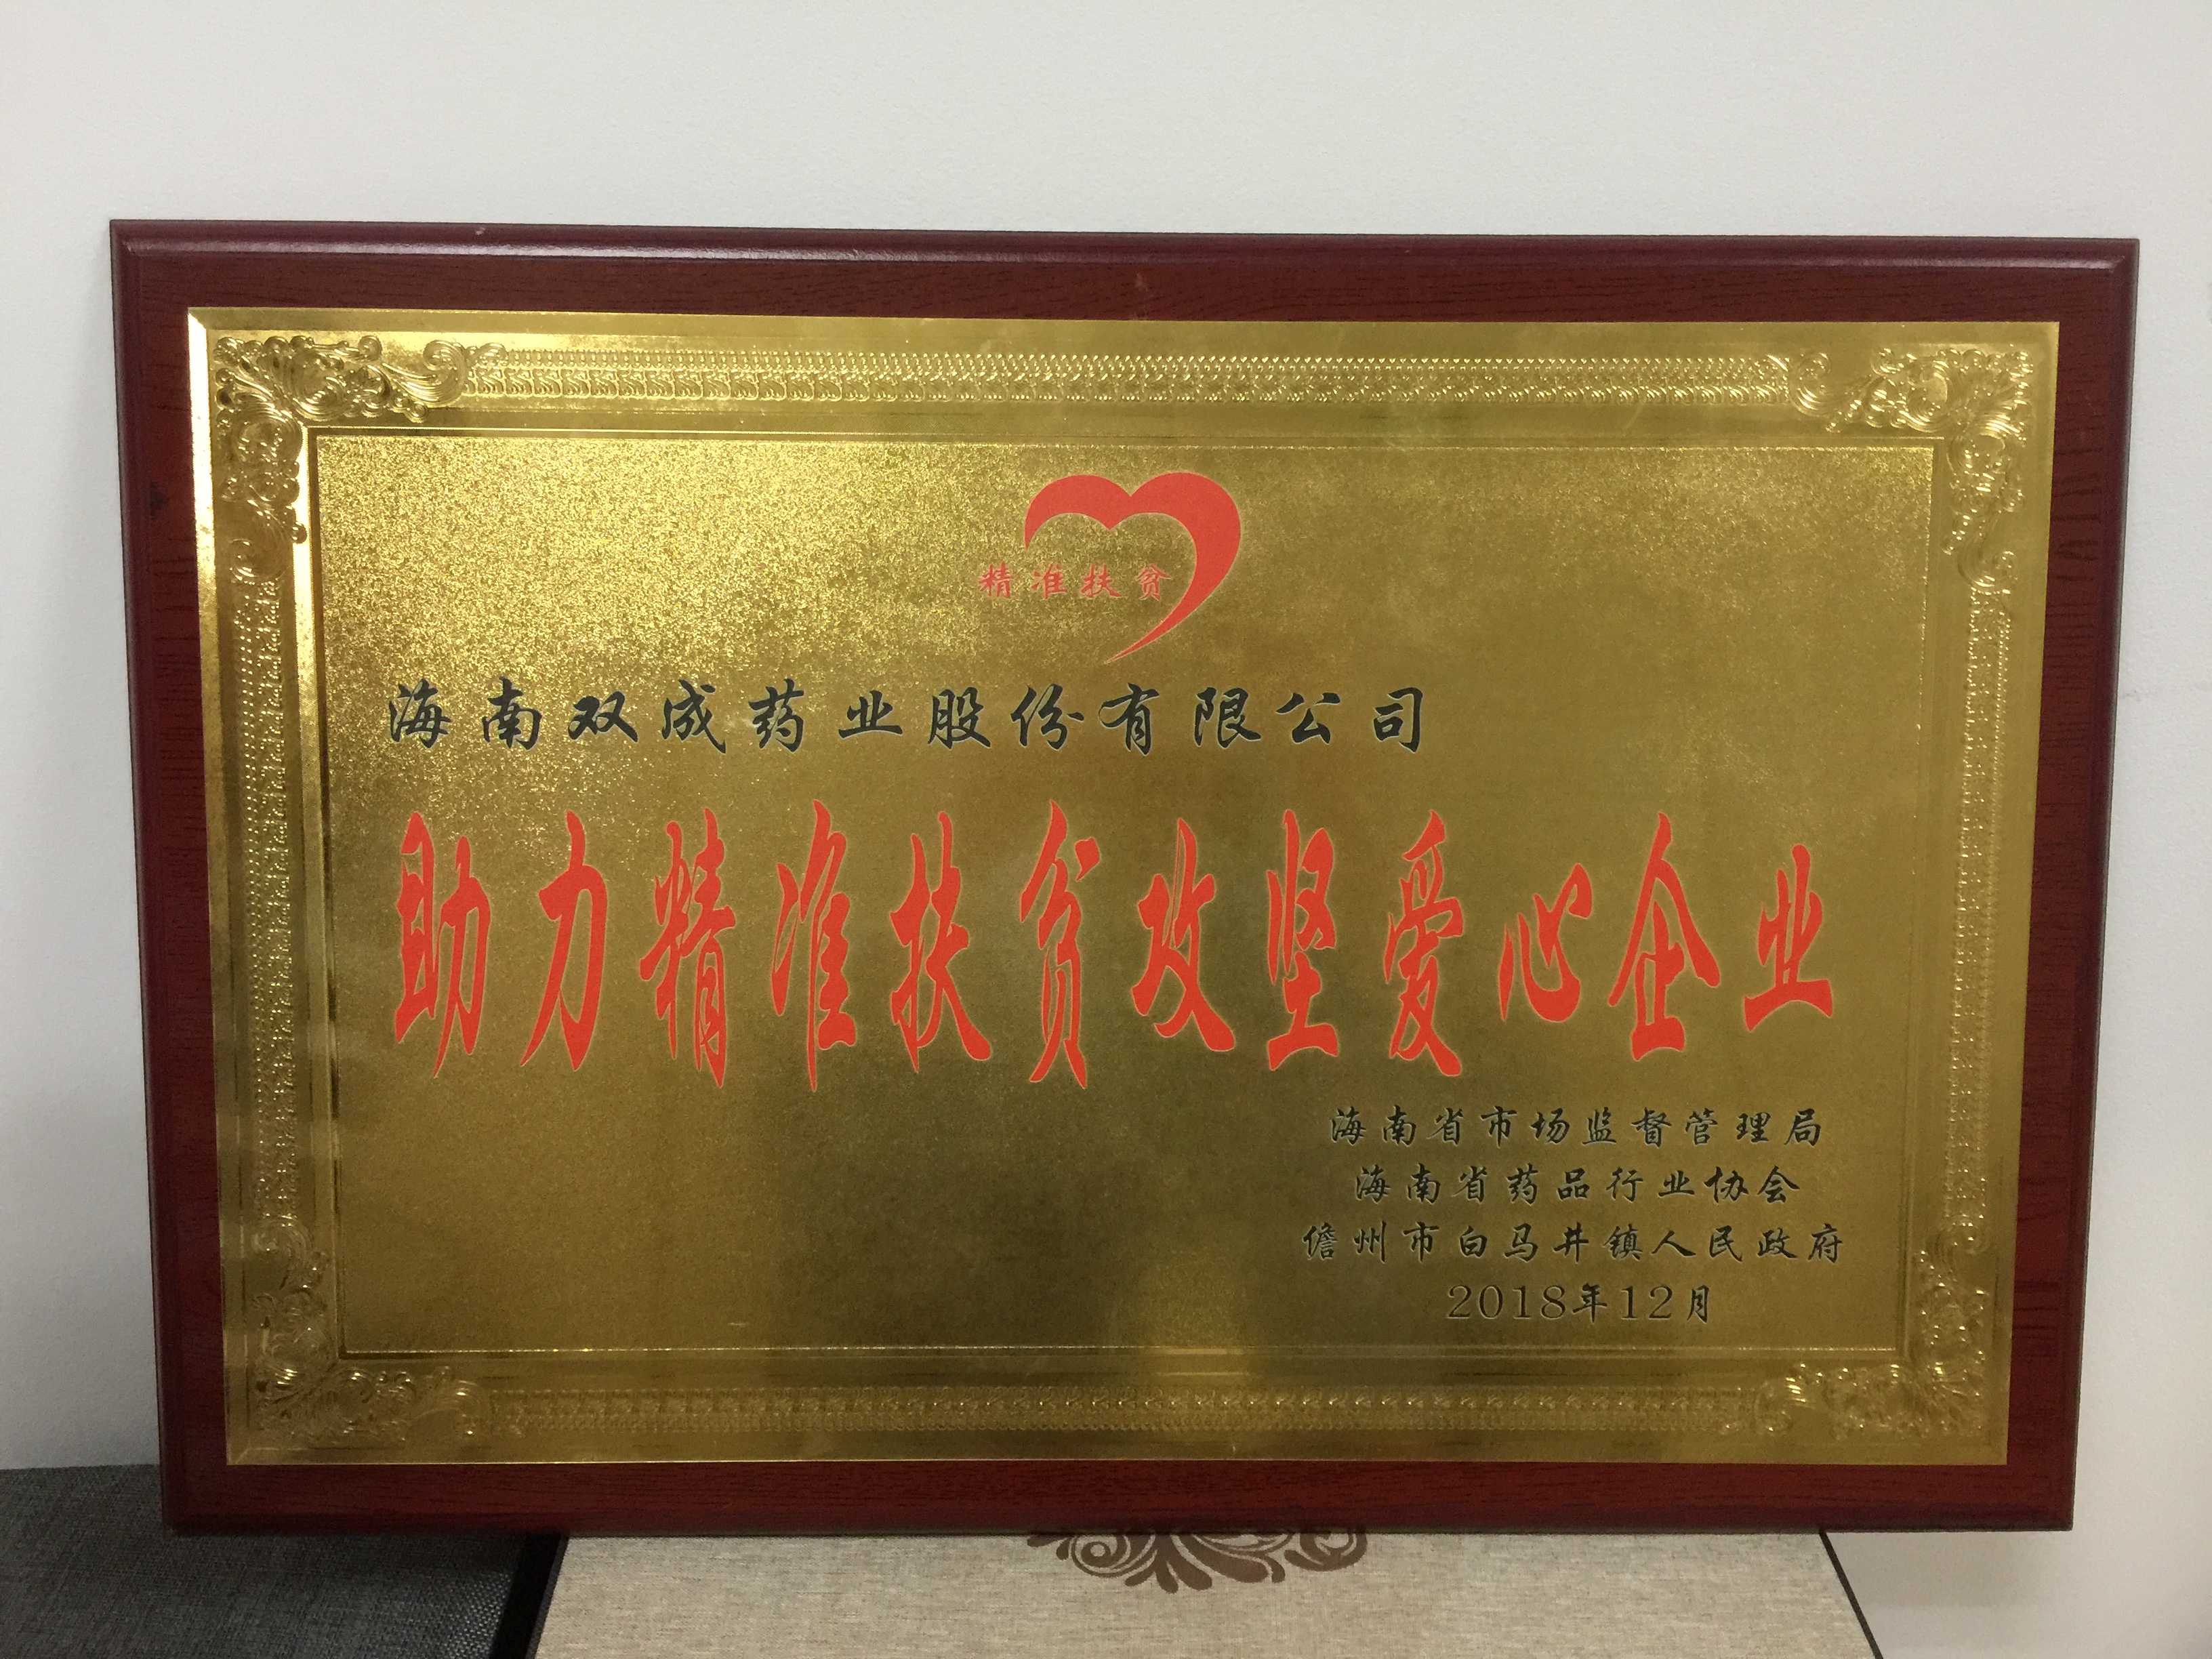 精准扶贫
海南双成药业股份有限公司
助力精准扶贫攻坚爱心企业
海南省市场监督管理局
海南省药品行业协会
儋州市白马井镇人民政府
2018年12月